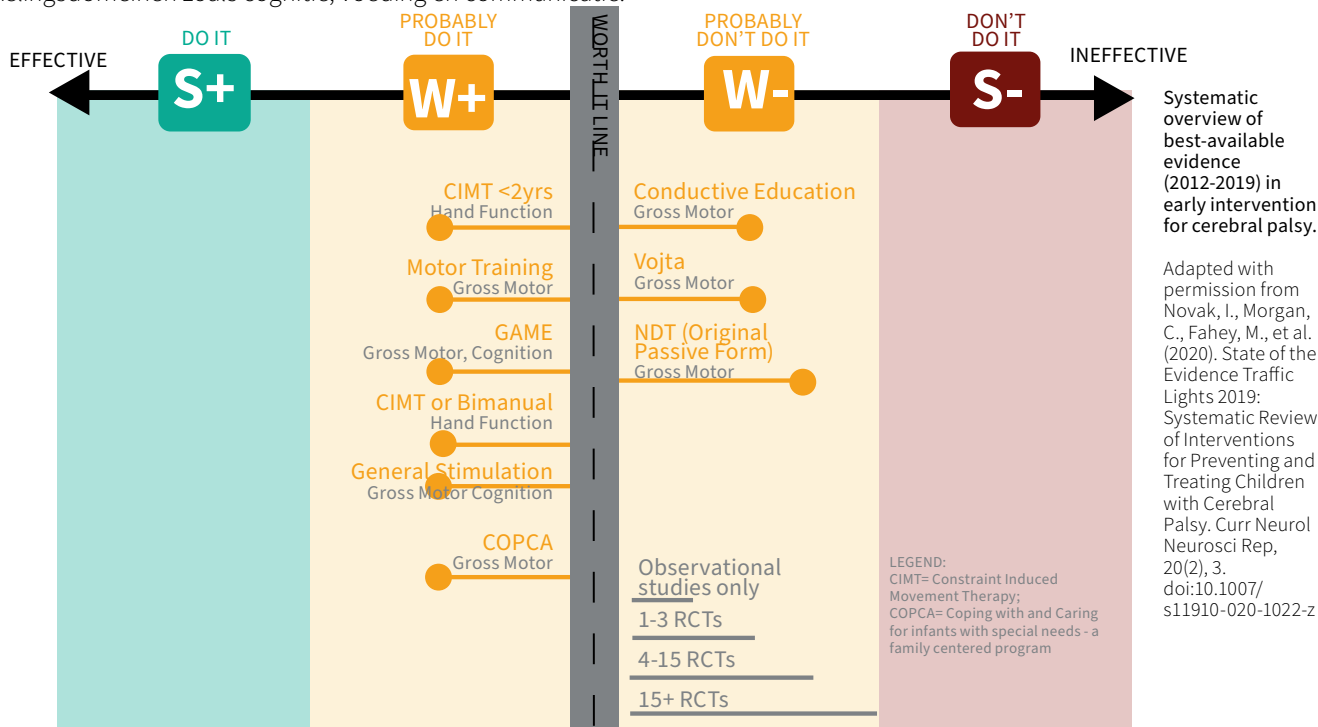 cognitie, voeding en communicatie.
EFFECTIVE
DO IT
S+
PROBABLY
DO IT
W+
WORTH IT LINE
PROBABLY
DON'T DO IT
W-
DON'T
DO IT
S-
INEFFECTIVE
CIMT <2yrs
Hand Function
Motor Training
Gross Motor
GAME
Gross Motor, Cognition
CIMT or Bimanual
Hand Function
General Stimulation
Gross Motor Cognition
COPCA
Gross Motor
Conductive Education
Gross Motor
Vojta
Gross Motor
NDT (Original
Passive Form)
Gross Motor
Observational
studies only
1-3 RCTs
4-15 RCTs
15+ RCTs
LEGEND:
CIMT= Constraint Induced
Movement Therapy;
COPCA= Coping with and Caring
for infants with special needs - a
family centered program
Systematic
overview of
best-available
evidence
(2012-2019) in
early intervention
for cerebral palsy.
Adapted with
permission from
Novak, I., Morgan,
C., Fahey, M., et al.
(2020). State of the
Evidence Traffic
Lights 2019:
Systematic Review
of Interventions
for Preventing and
Treating Children
with Cerebral
Palsy. Curr Neurol
Neurosci Rep,
20(2), 3.
doi:10.1007/
s11910-020-1022-z